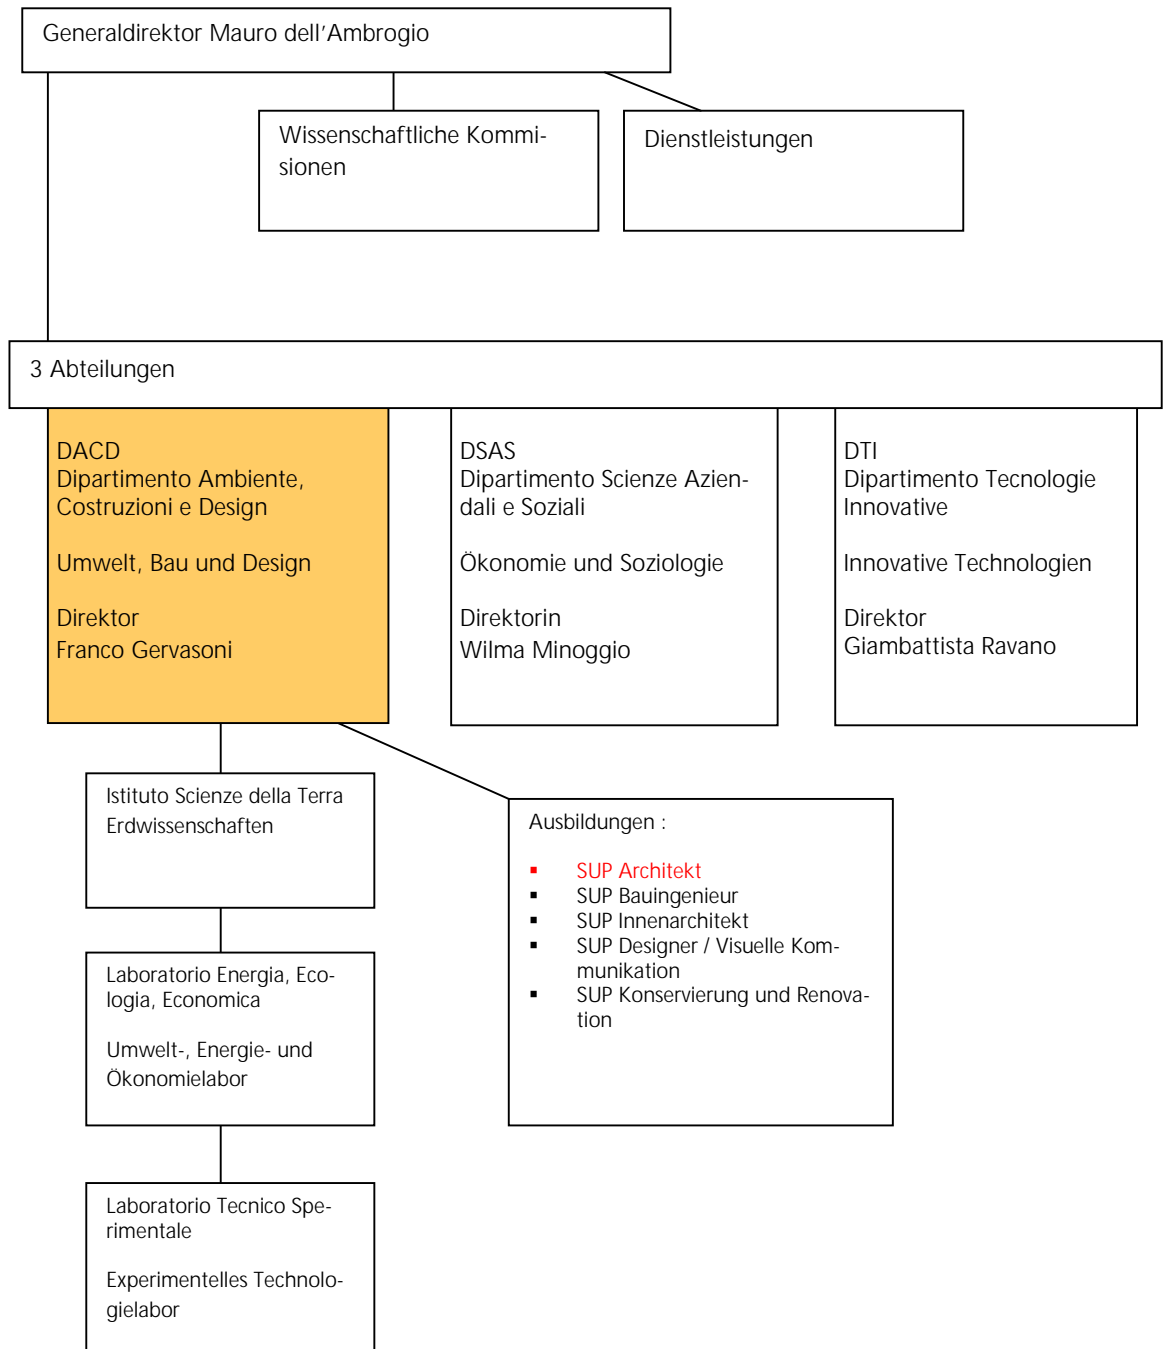 Generaldirektor Mauro dell’Ambrogio
Wissenschaftliche Kommi-
sionen
Dienstleistungen
3 Abteilungen
DACD
Dipartimento Ambiente,
Costruzioni e Design
Umwelt, Bau und Design
Direktor
Franco Gervasoni
DSAS
Dipartimento Scienze Azien-
dali e Soziali
Ökonomie und Soziologie
Direktorin
Wilma Minoggio
DTI
Dipartimento Tecnologie
Innovative
Innovative Technologien
Direktor
Giambattista Ravano
Istituto Scienze della Terra
Erdwissenschaften
Laboratorio Energia, Eco-
logia, Economica
Umwelt-, Energie- und
Ökonomielabor
Laboratorio Tecnico Spe-
rimentale
Experimentelles Technolo-
gielabor
Ausbildungen :
▪ SUP Architekt
▪ SUP Bauingenieur
▪ SUP Innenarchitekt
▪ SUP Designer / Visuelle Kom-
munikation
▪ SUP Konservierung und Renova-
tion